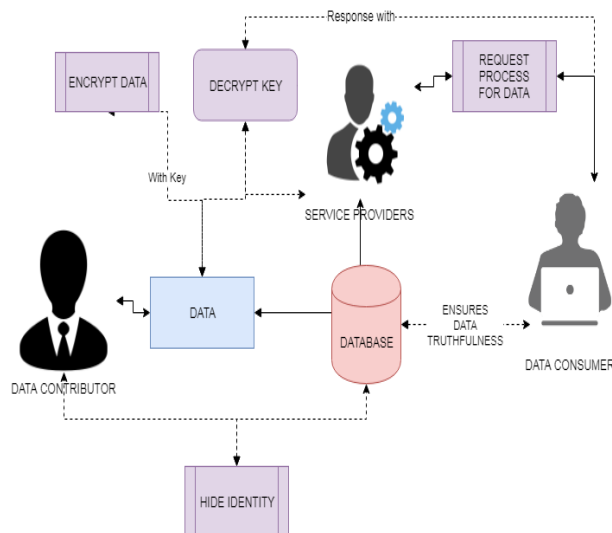 Response with
ENCRYPT DATA
DECRYPT KEY
REQUEST
PROCESS
FOR DATA
With Key
SERVICE PROVIDERS
DATA
DATABASE
ENSURES
DATA
TRUTHFULNESS
DATA CONSUMER
DATA CONTRIBUTOR
HIDE IDENTITY